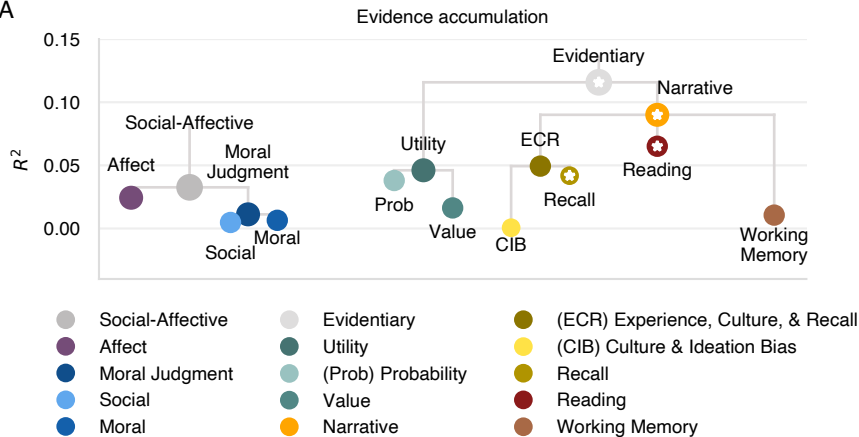 A
Evidence accumulation
0.15
0.10
0.05
0.00
R²
Evidentiary
Narrative
Social-Affective
Affect
Moral
Judgment
Utility
ECR
Reading
Prob
Recall
Value
Social
Moral
CIB
Working
Memory
Social-Affective
Affect
Moral Judgment
Social
Moral
Evidentiary
Utility
(Prob) Probability
Value
Narrative
(ECR) Experience, Culture, & Recall
(CIB) Culture & Ideation Bias
Recall
Reading
Working Memory